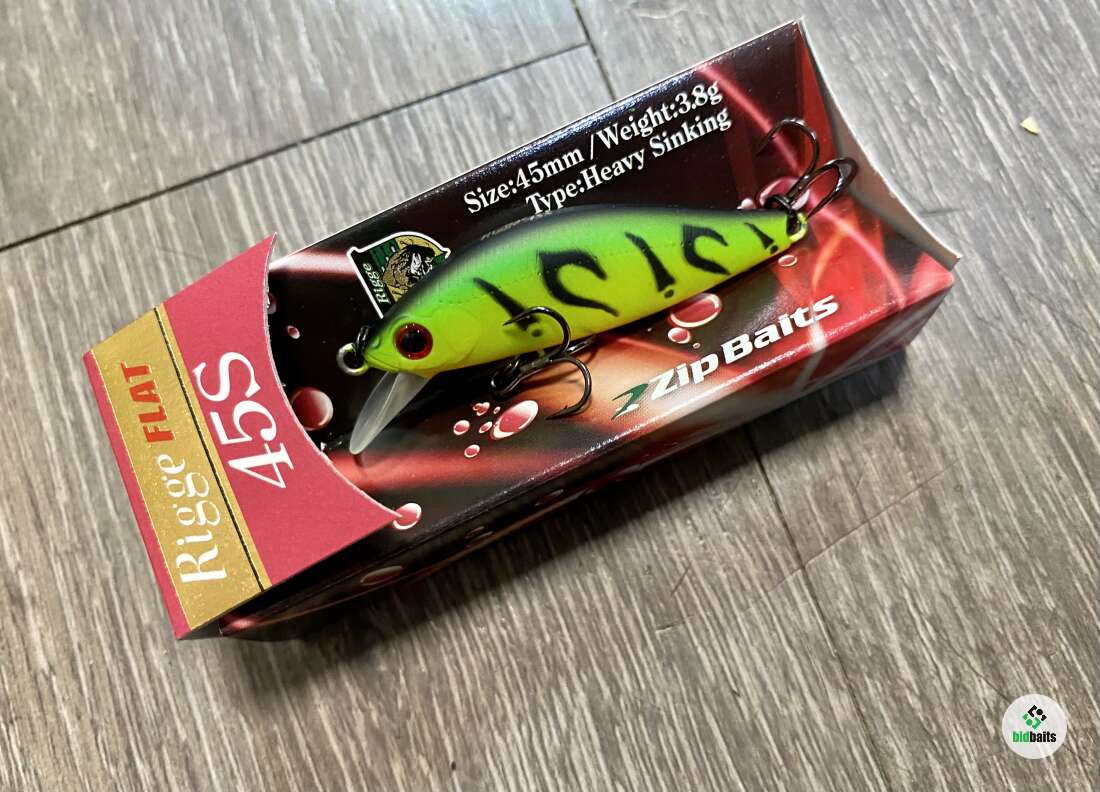 Size:45mm /Weight:3.8g
Type:Heavy Sinking
Rigge
ZipBaits
Rigge FLAT
45S
bidbaits